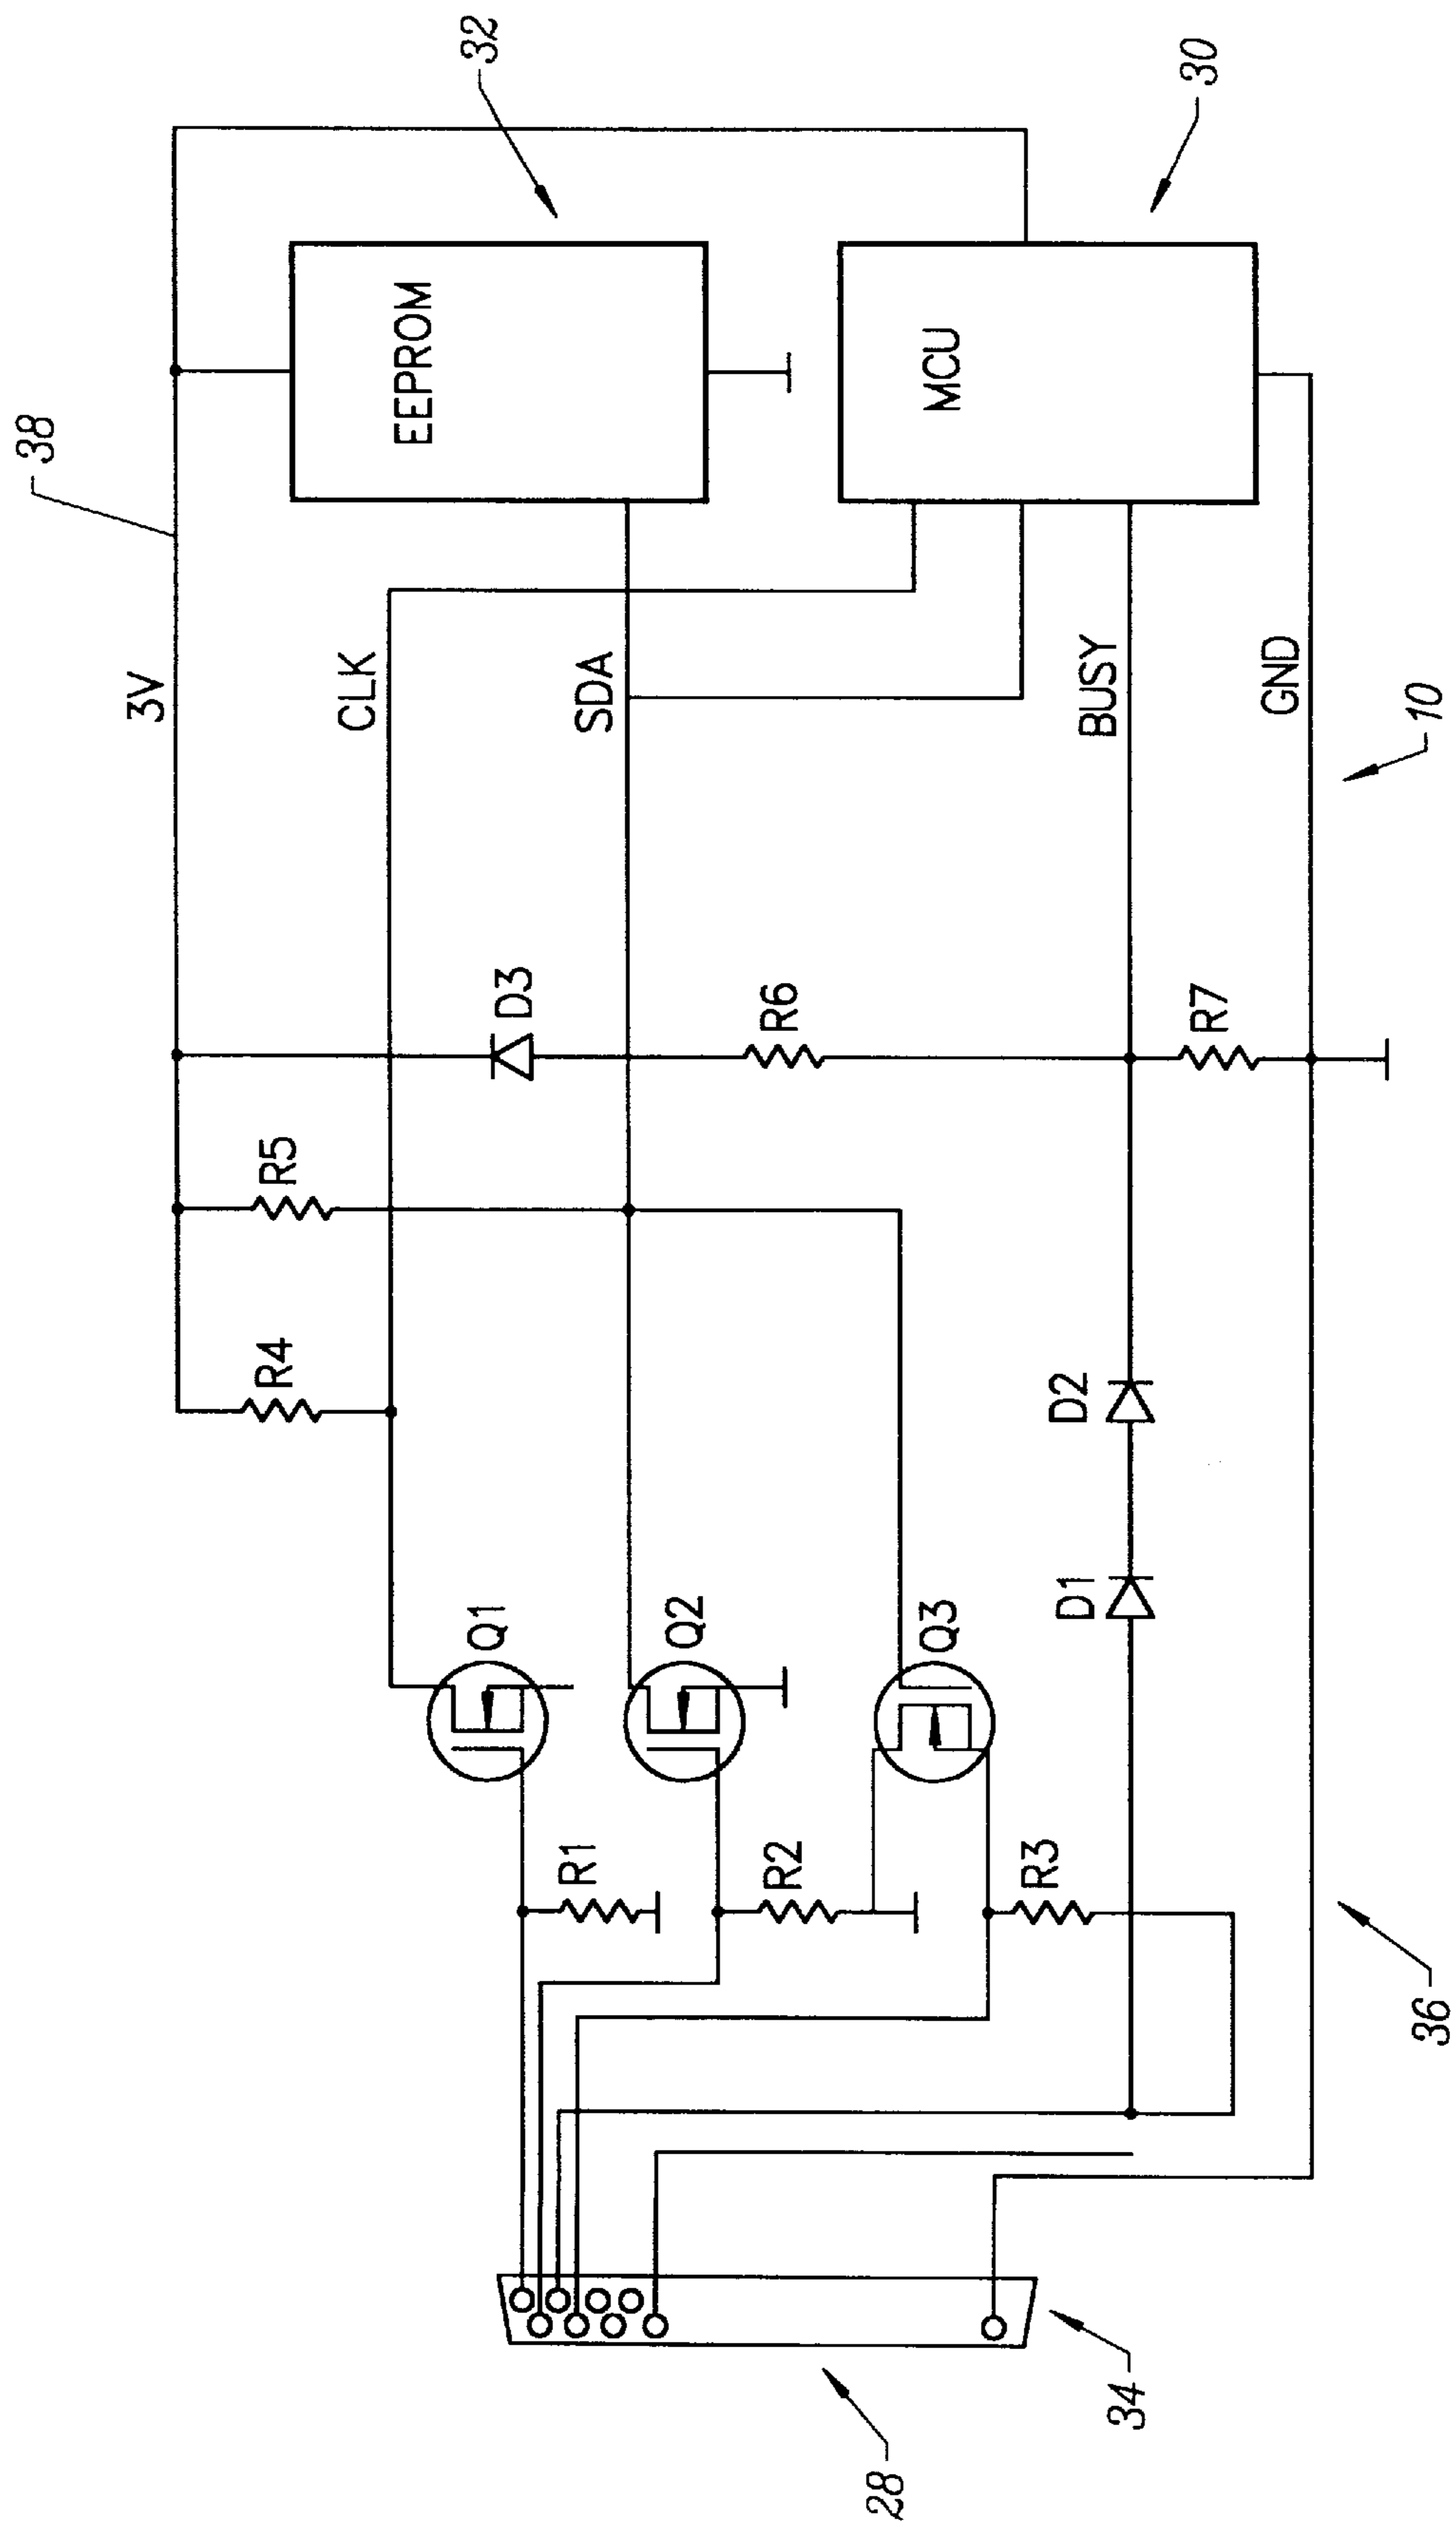 38
32
3V
EEPROM
CLK
R4
R5
D3
SDA
MCU
30
Q1
R1
Q2
R6
R2
Q3
D2
BUSY
D1
R3
R7
GND
28
34
36
10